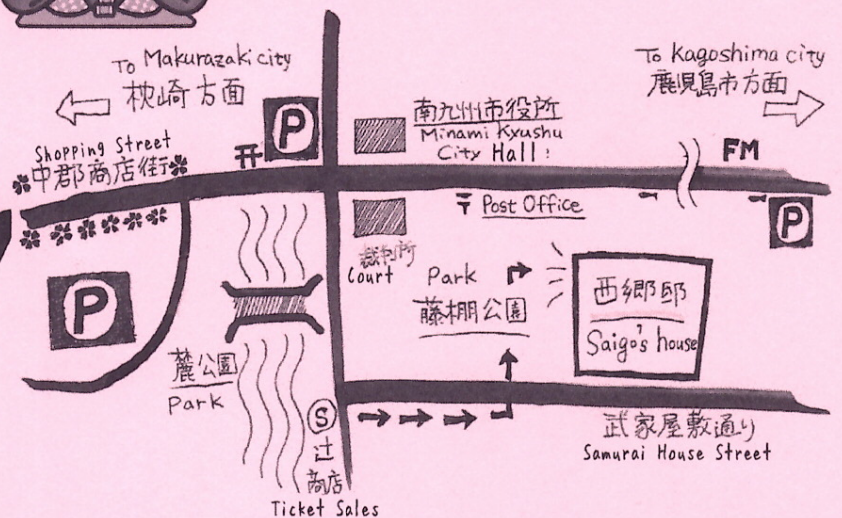 To Makurazaki city
枕崎方面
To Kagoshima city
鹿児島市方面
P
南九州市役所
Minami Kyushu
City Hall
Shopping Street
中郡商店街
FM
〒 Post Office
P
裁判所
Court
Park
藤棚公園
西郷邸
Saigo's house
P
麓公園
Park
S
辻
商店
Ticket Sales
武家屋敷通り
Samurai House Street